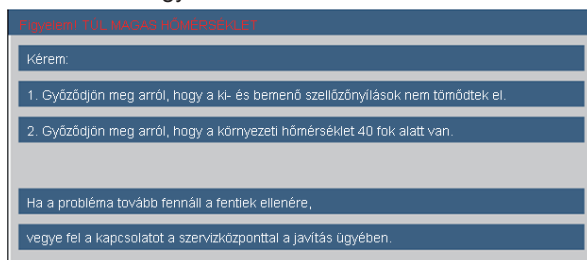 Figyelem! TÚL MAGAS HŐMÉRSÉKLET
Kérem:
1. Győződjön meg arról, hogy a ki- és bemenő szellőzőnyílások nem tömődtek el.
2. Győződjön meg arról, hogy a környezeti hőmérséklet 40 fok alatt van.
Ha a probléma tovább fennáll a fentiek ellenére,
vegye fel a kapcsolatot a szervizközponttal a javítás ügyében.